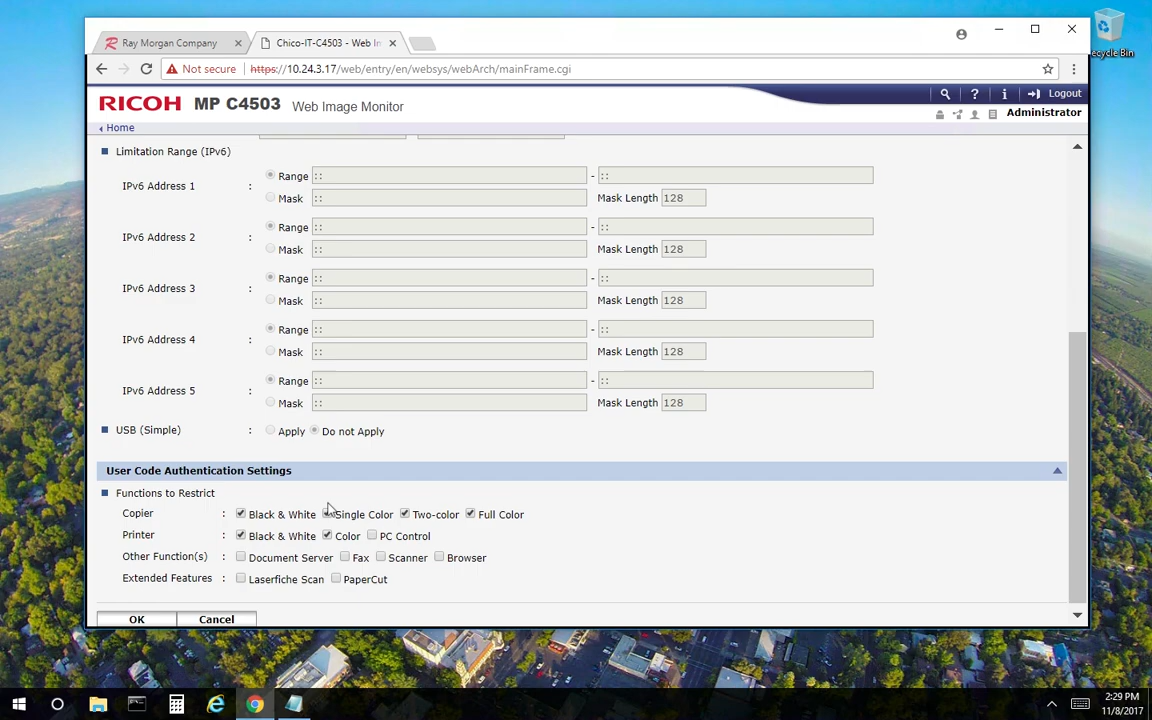 Ray Morgan Company
Chico-IT-C4503 - Web In
Recycle Bin
Not secure https://10.24.3.17/web/entry/en/websys/webArch/mainFrame.cgi
RICOH MP C4503 Web Image Monitor
Logout
Home
Administrator
Limitation Range (IPv6)
IPv6 Address 1 : Range :: - ::
Mask :: Mask Length 128
IPv6 Address 2 : Range :: - ::
Mask :: Mask Length 128
IPv6 Address 3 : Range :: - ::
Mask :: Mask Length 128
IPv6 Address 4 : Range :: - ::
Mask :: Mask Length 128
IPv6 Address 5 : Range :: - ::
Mask :: Mask Length 128
USB (Simple) : Apply Do not Apply
User Code Authentication Settings
Functions to Restrict
Copier : Black & White Single Color Two-color Full Color
Printer : Black & White Color PC Control
Other Function(s) : Document Server Fax Scanner Browser
Extended Features : Laserfiche Scan PaperCut
OK Cancel
2:29 PM
11/8/2017